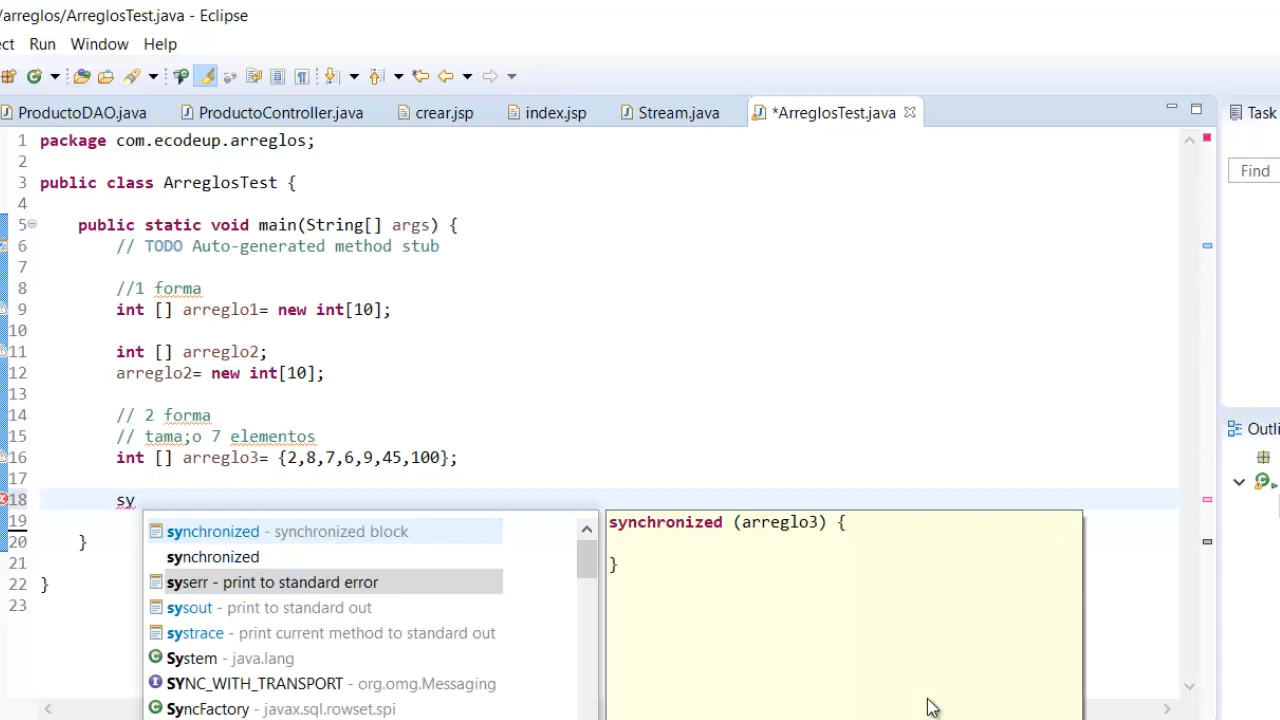 /arreglos/ArreglosTest.java - Eclipse
ect Run Window Help
ProductoDAO.java ProductoController.java crear.jsp index.jsp Stream.java *ArreglosTest.java
Task
Find
1 package com.ecodeup.arreglos;
2
3 public class ArreglosTest {
4
5 public static void main(String[] args) {
6 // TODO Auto-generated method stub
7
8 //1 forma
9 int [] arreglo1= new int[10];
10
11 int [] arreglo2;
12 arreglo2= new int[10];
13
14 // 2 forma
15 // tama;o 7 elementos
16 int [] arreglo3= {2,8,7,6,9,45,100};
17
18 sy
19
20 }
21
22 }
23
synchronized - synchronized block
synchronized
syserr - print to standard error
sysout - print to standard out
systrace - print current method to standard out
System - java.lang
SYNC_WITH_TRANSPORT - org.omg.Messaging
SyncFactory - javax.sql.rowset.spi
synchronized (arreglo3) {
}
Outli